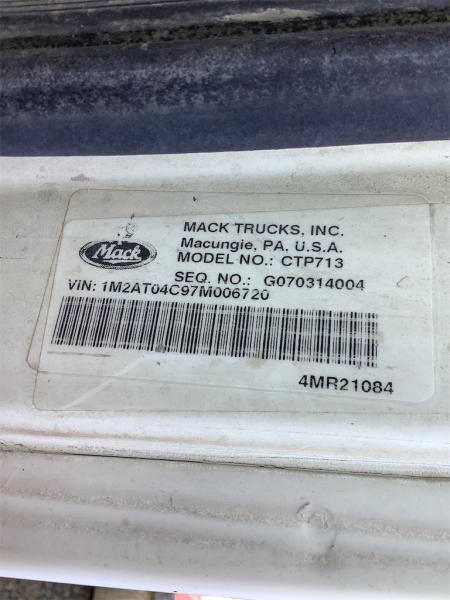 MACK TRUCKS, INC.
Mack
Macungie, PA, U.S.A.
MODEL NO.: CTP713
SEQ. NO.: G070314004
VIN: 1M2AT04C97M006720
4MR21084